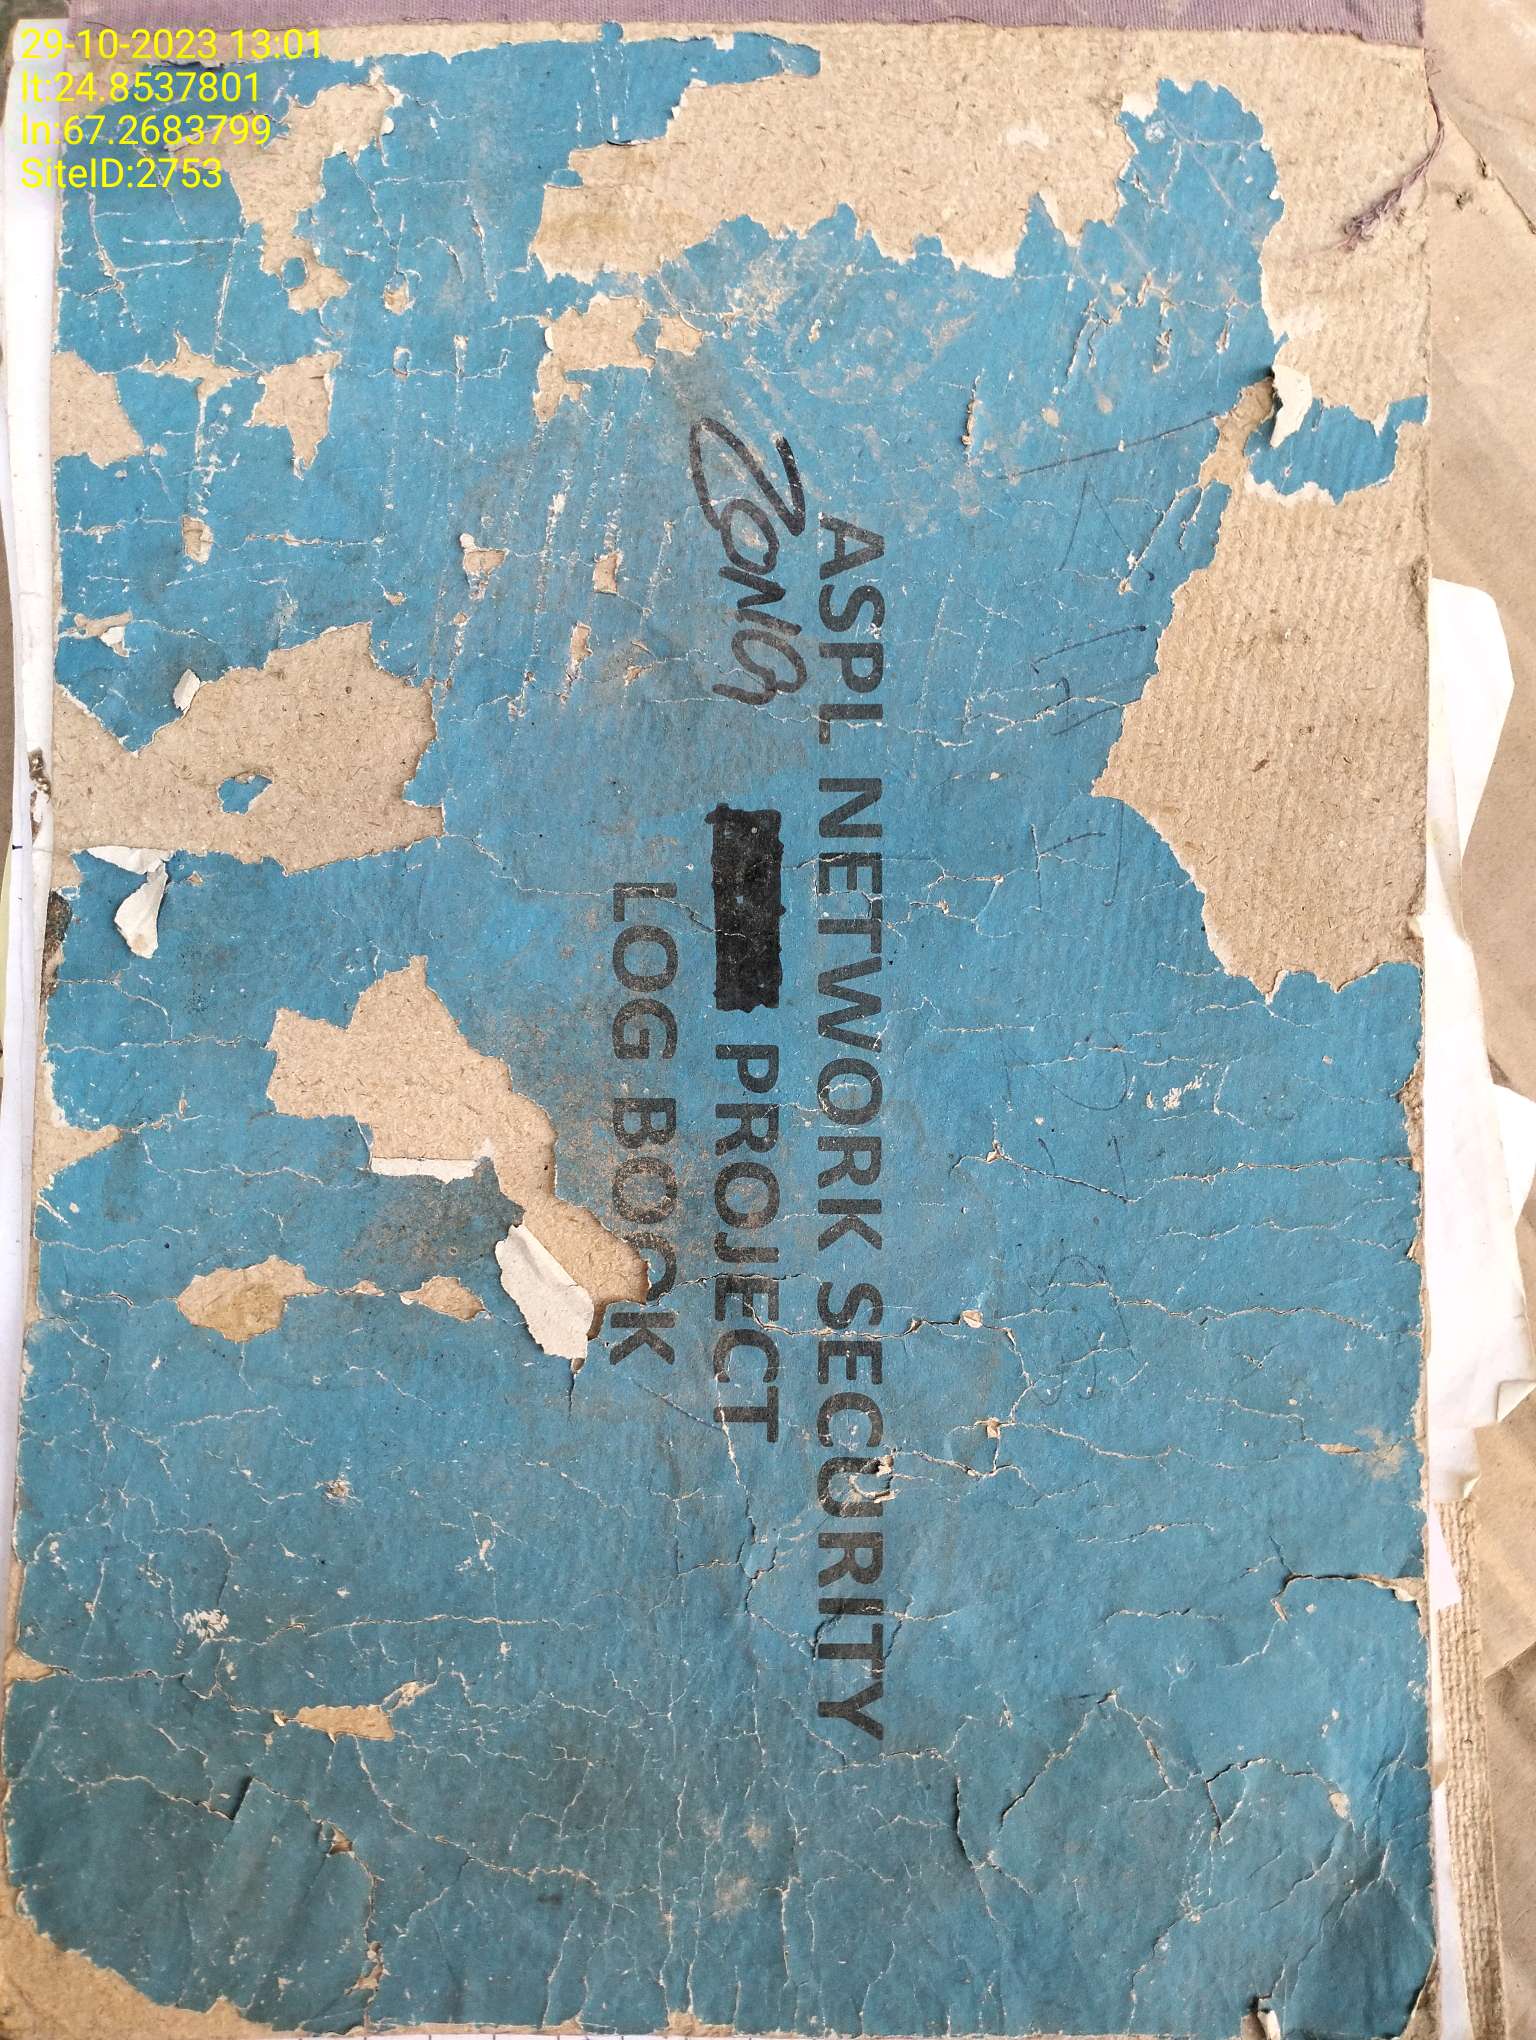 29-10-2023 13:01
lt:24.8537801
ln:67.2683799
SiteID:2753
ASPL NETWORK SECURITY
ZONG PROJECT
LOG BOOK